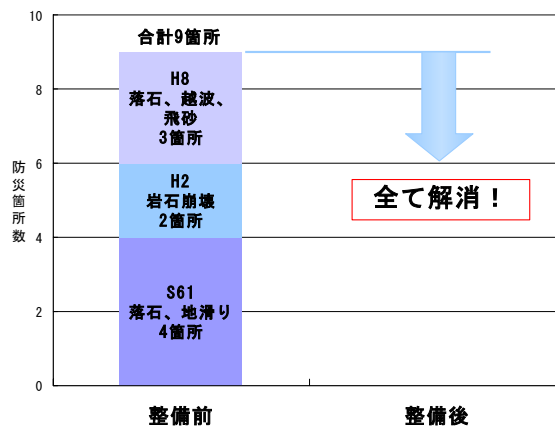 10
8
6
4
2
0
防災箇所数
合計9箇所
H8
落石、越波、
飛砂
3箇所
H2
岩石崩壊
2箇所
S61
落石、地滑り
4箇所
全て解消！
整備前
整備後